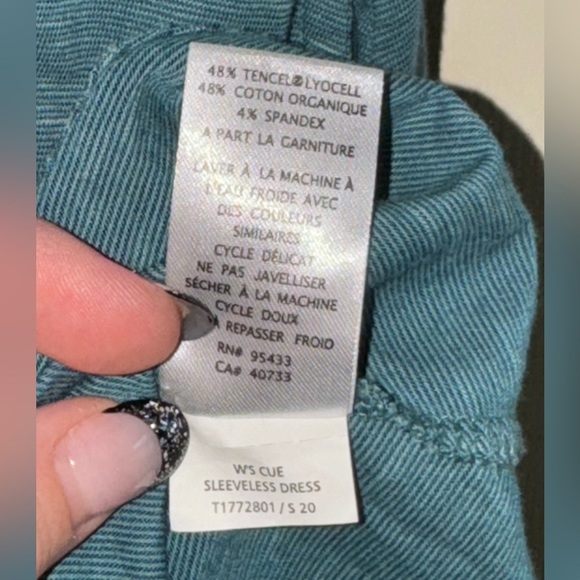 48% TENCEL®LYOCELL
48% COTON ORGANIQUE
4% SPANDEX
A PART LA GARNITURE
LAVER À LA MACHINE À
L'EAU FROIDE AVEC
DES COULEURS
SIMILAIRES
CYCLE DÉLICAT
NE PAS JAVELLISER
SÉCHER À LA MACHINE
CYCLE DOUX
REPASSER FROID
RN# 95433
CA# 40733
W'S CUE
SLEEVELESS DRESS
T1772801 / S 20